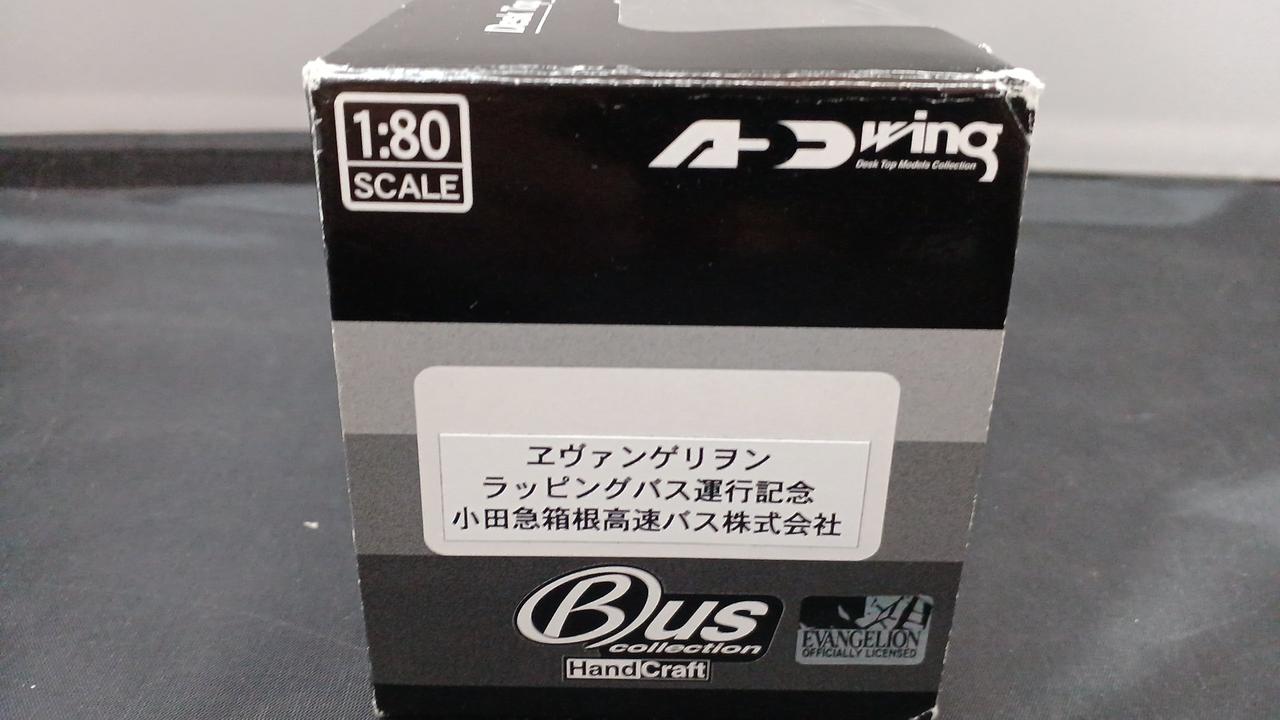 1:80
SCALE
wing
Desk Top Models Collection
ヱヴァンゲリヲン
ラッピングバス運行記念
小田急箱根高速バス株式会社
Bus
collection
HandCraft
EVANGELION
OFFICIALLY LICENSED